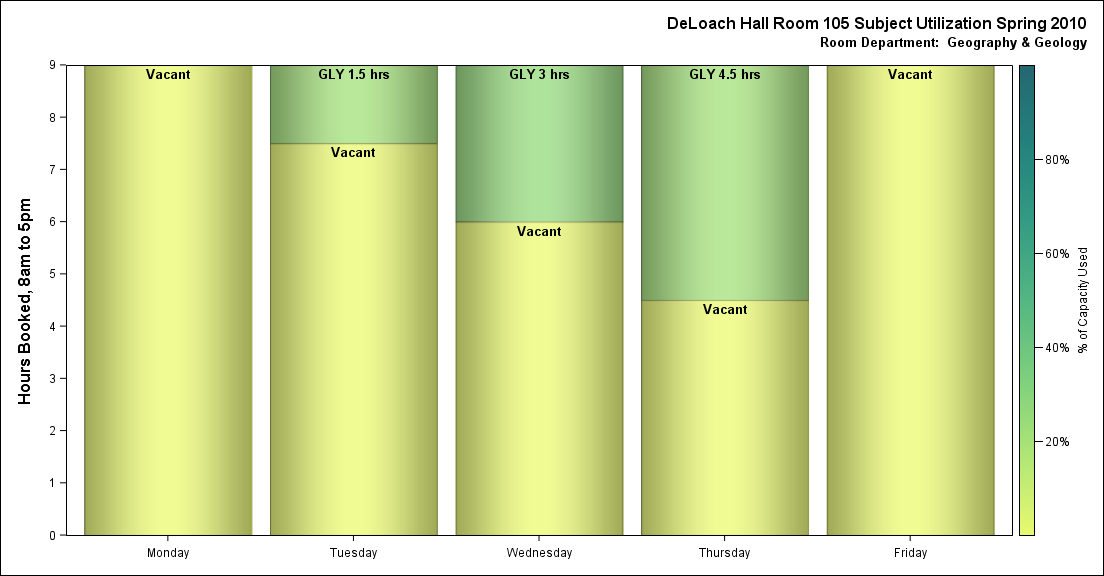 DeLoach Hall Room 105 Subject Utilization Spring 2010
Room Department:  Geography & Geology
Hours Booked, 8am to 5pm
9
8
7
6
5
4
3
2
1
0
Vacant
GLY 1.5 hrs
Vacant
GLY 3 hrs
Vacant
GLY 4.5 hrs
Vacant
Vacant
Monday
Tuesday
Wednesday
Thursday
Friday
80%
60%
40%
20%
% of Capacity Used